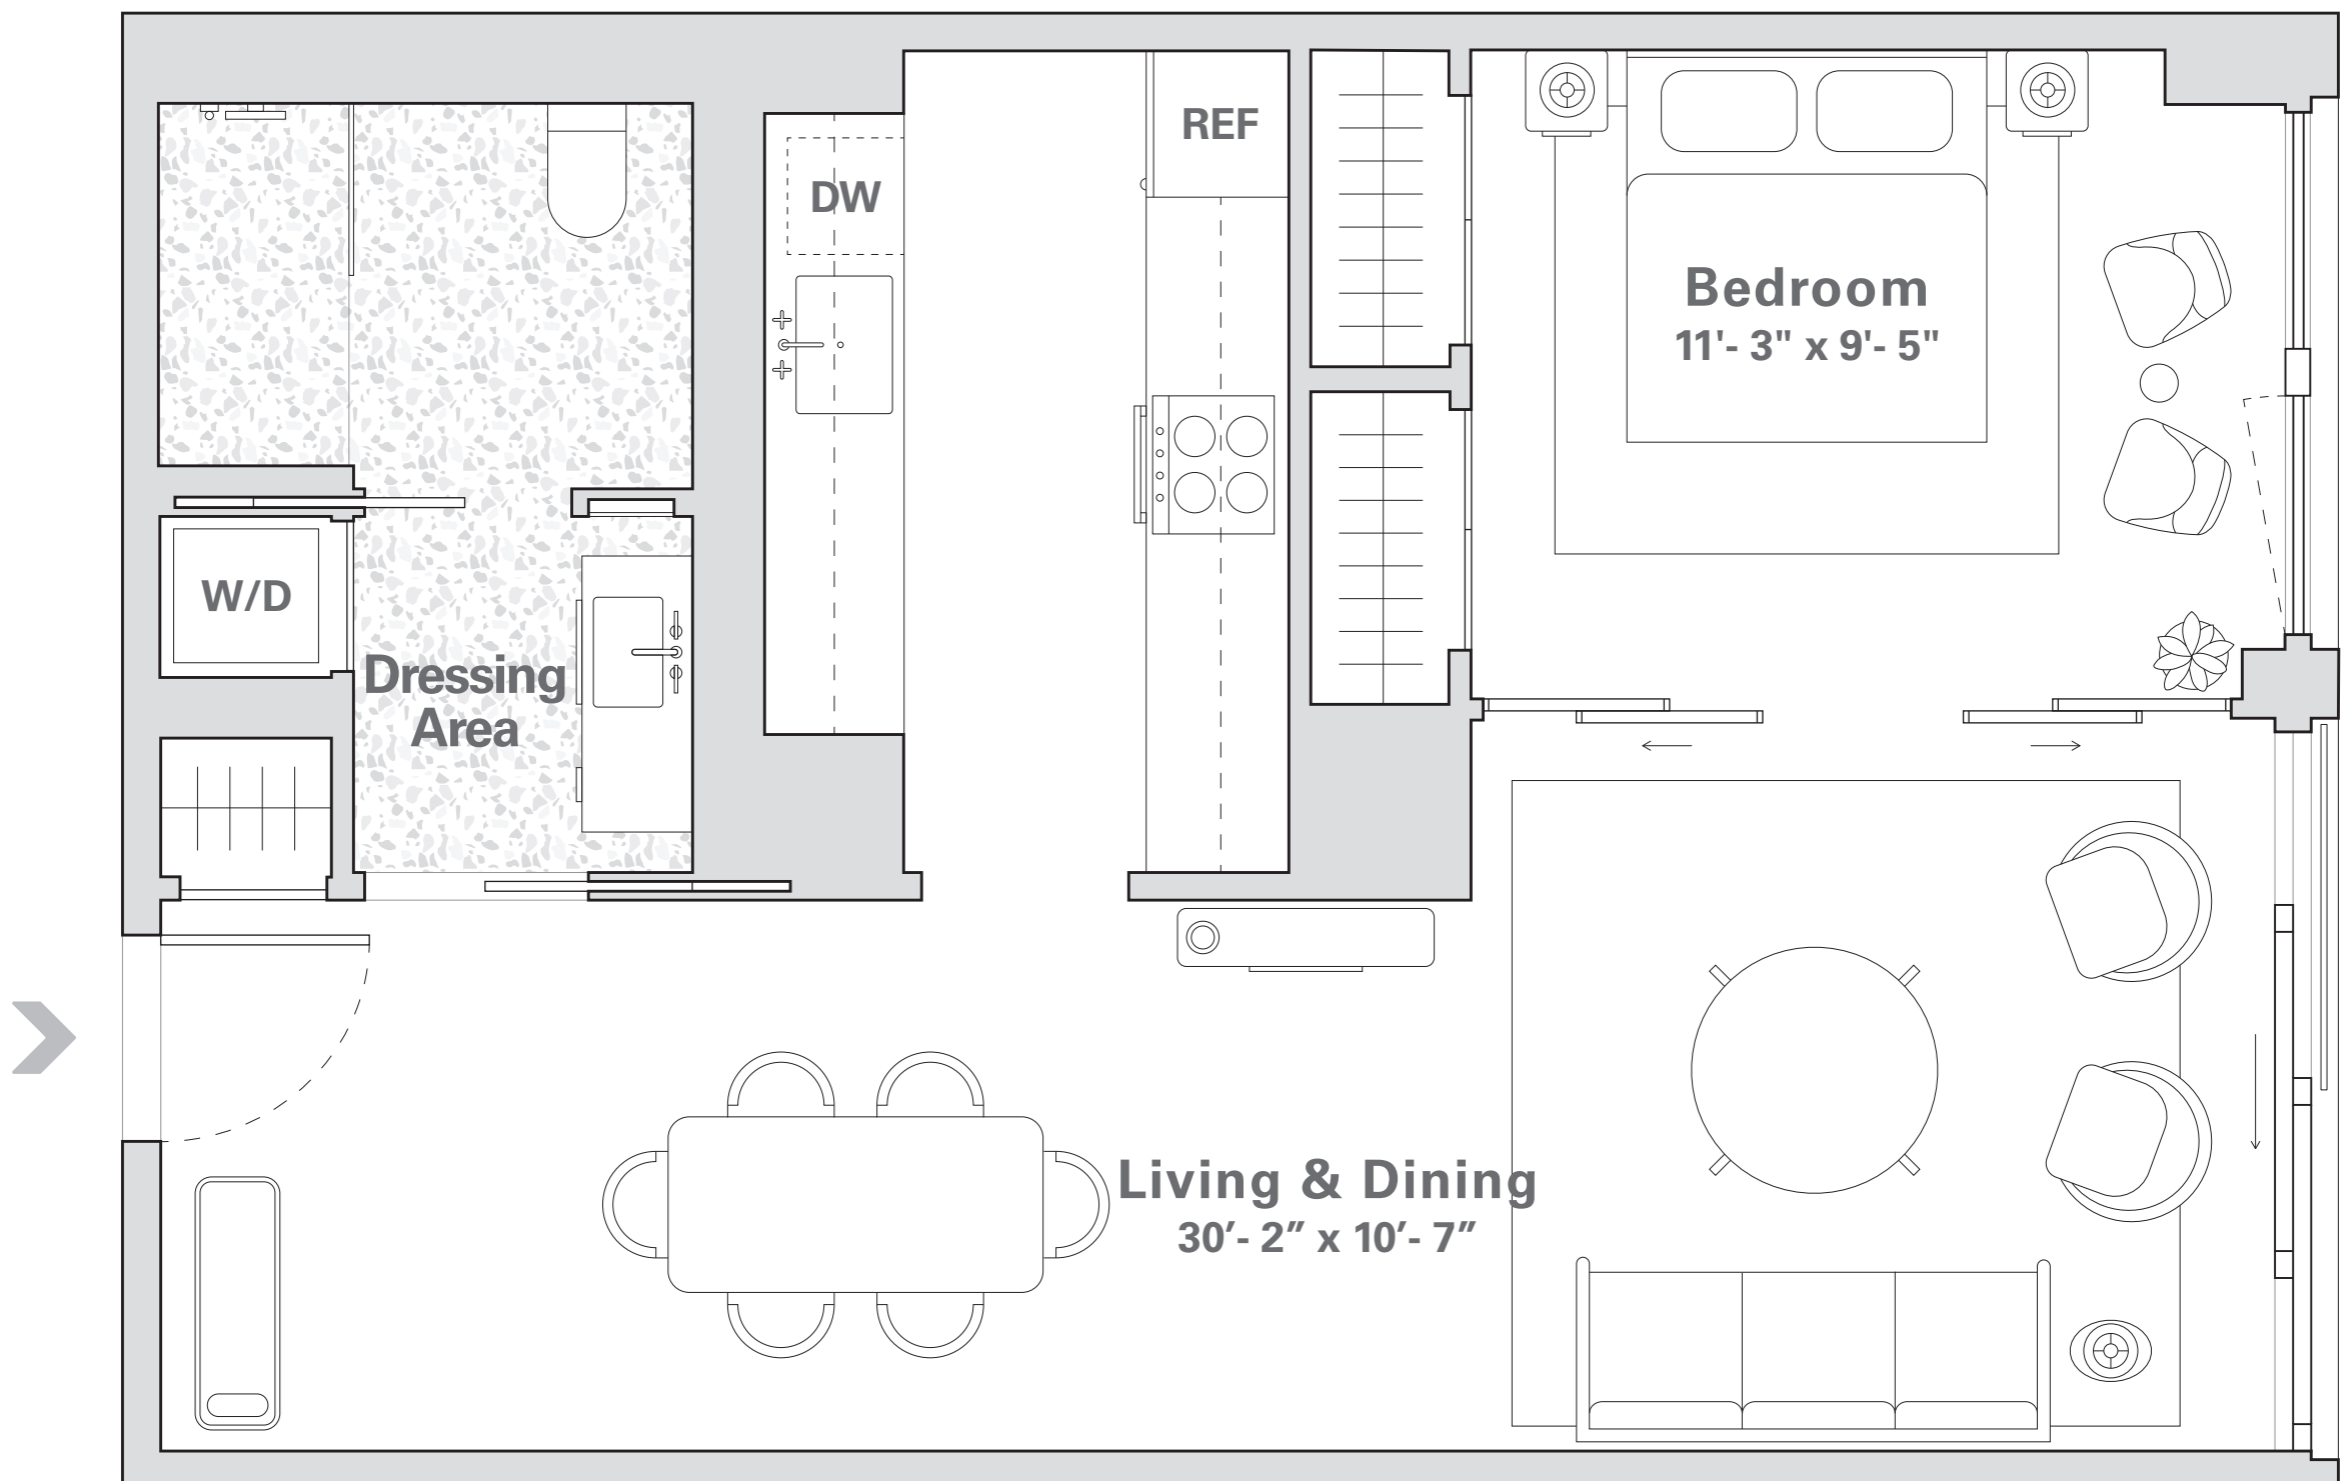 REF
DW
Bedroom
11'- 3" x 9'- 5"
W/D
Dressing
Area
Living & Dining
30′- 2″ x 10′- 7″